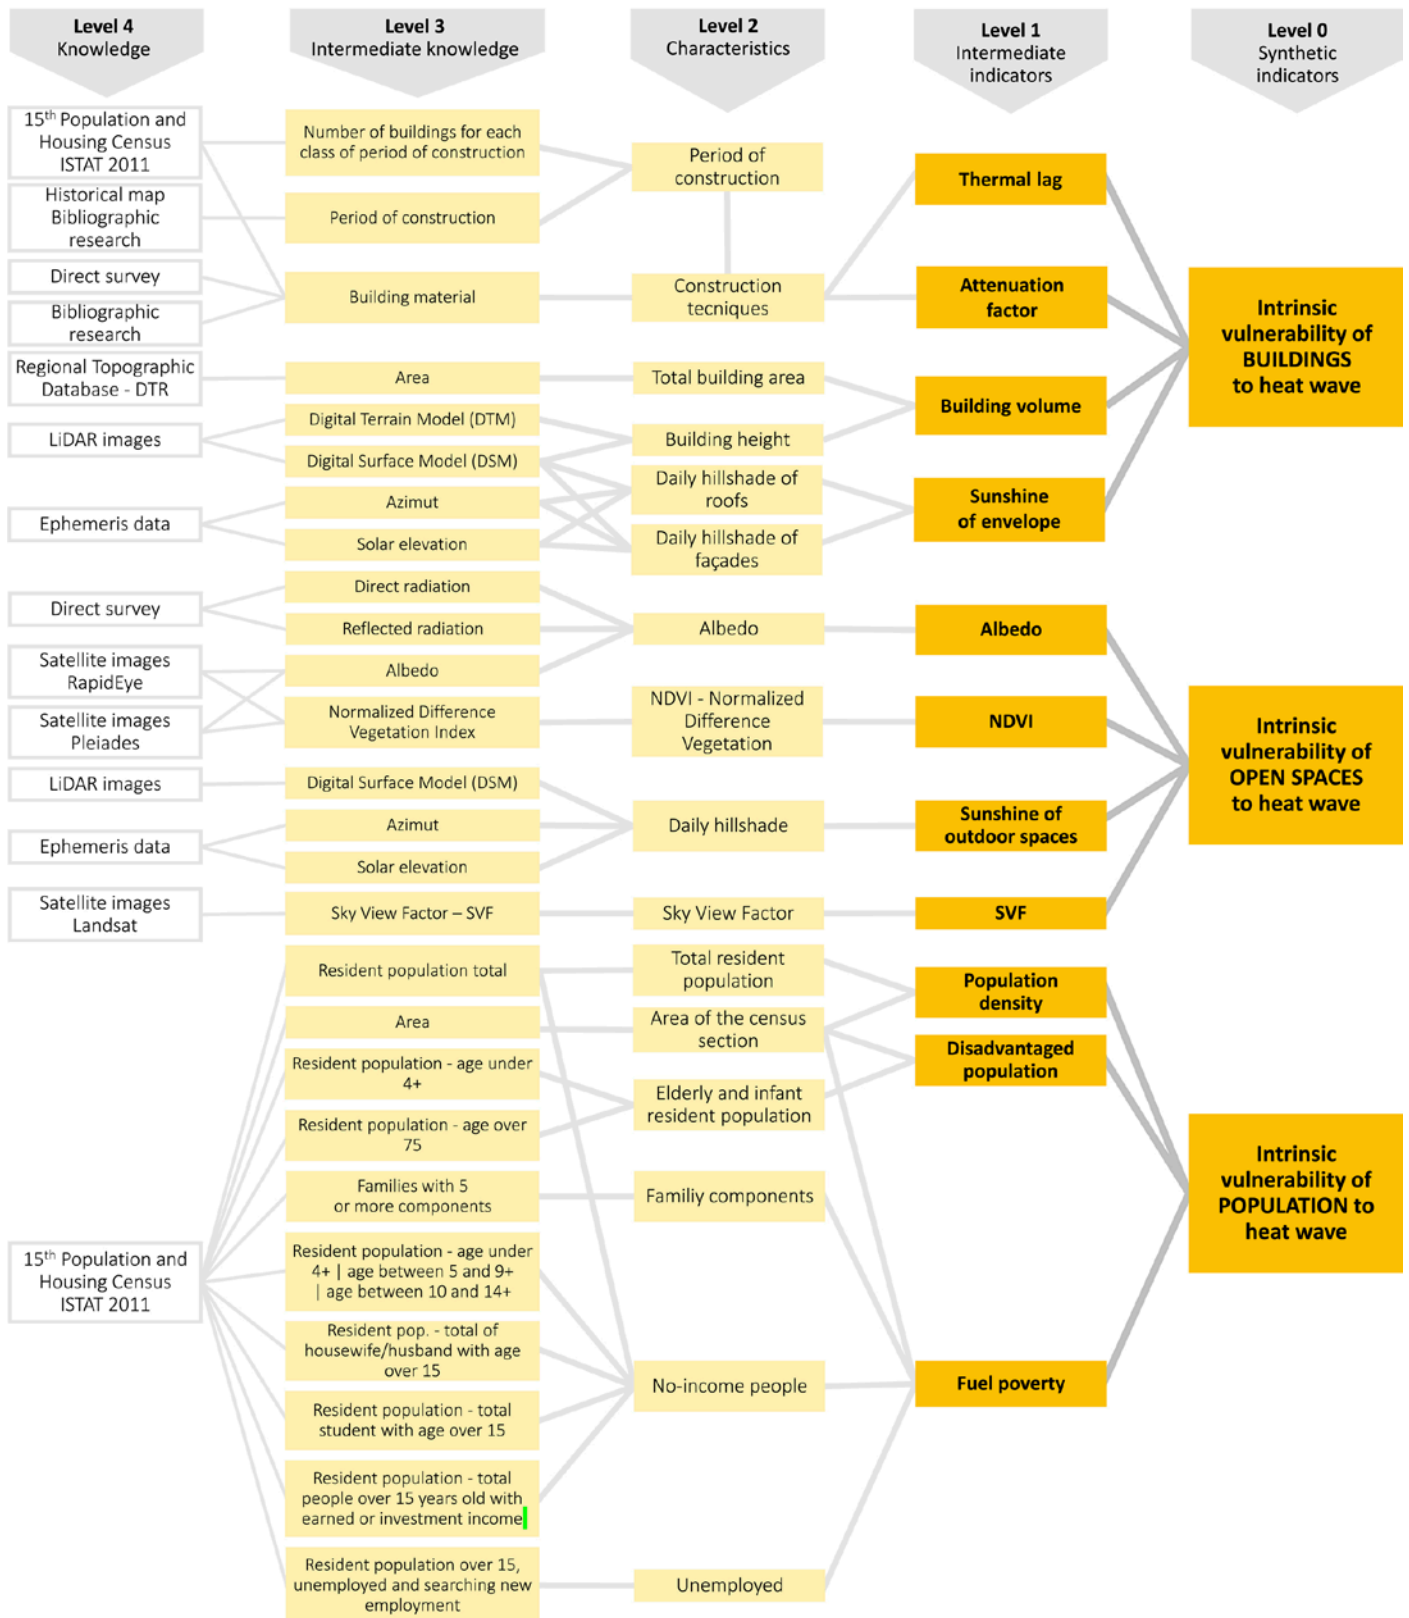 Level 4
Knowledge
Level 3
Intermediate knowledge
Level 2
Characteristics
Level 1
Intermediate
indicators
Level 0
Synthetic
indicators
15th Population and
Housing Census
ISTAT 2011
Historical map
Bibliographic
research
Direct survey
Bibliographic
research
Regional Topographic
Database - DTR
LiDAR images
Ephemeris data
Direct survey
Satellite images
RapidEye
Satellite images
Pleiades
LiDAR images
Ephemeris data
Satellite images
Landsat
15th Population and
Housing Census
ISTAT 2011
Number of buildings for each
class of period of construction
Period of construction
Building material
Area
Digital Terrain Model (DTM)
Digital Surface Model (DSM)
Azimut
Solar elevation
Direct radiation
Reflected radiation
Albedo
Normalized Difference
Vegetation Index
Digital Surface Model (DSM)
Azimut
Solar elevation
Sky View Factor – SVF
Resident population total
Area
Resident population - age under
4+
Resident population - age over
75
Families with 5
or more components
Resident population - age under
4+ | age between 5 and 9+
| age between 10 and 14+
Resident pop. - total of
housewife/husband with age
over 15
Resident population - total
student with age over 15
Resident population - total
people over 15 years old with
earned or investment income
Resident population over 15,
unemployed and searching new
employment
Period of
construction
Construction
tecniques
Total building area
Building height
Daily hillshade of
roofs
Daily hillshade of
façades
Albedo
NDVI - Normalized
Difference
Vegetation
Daily hillshade
Sky View Factor
Total resident
population
Area of the census
section
Elderly and infant
resident population
Familiy components
No-income people
Unemployed
Thermal lag
Attenuation
factor
Building volume
Sunshine
of envelope
Albedo
NDVI
Sunshine of
outdoor spaces
SVF
Population
density
Disadvantaged
population
Fuel poverty
Intrinsic
vulnerability of
BUILDINGS
to heat wave
Intrinsic
vulnerability of
OPEN SPACES
to heat wave
Intrinsic
vulnerability of
POPULATION to
heat wave